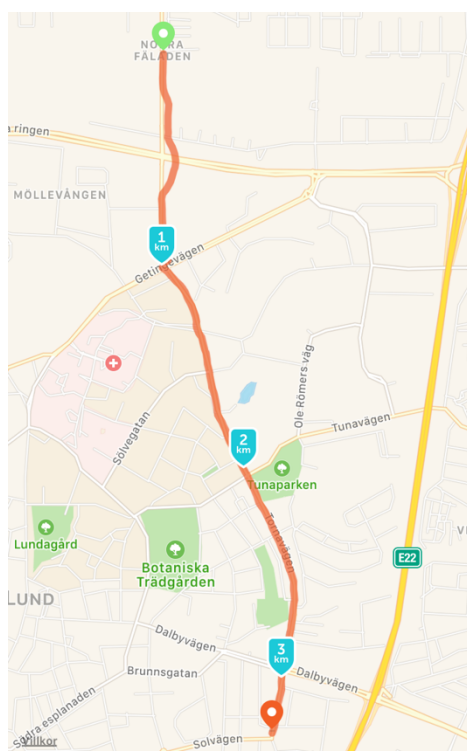 NORRA
FÄLADEN
ringen
MÖLLEVÅNGEN
1
km
Getingevägen
Ole Römers väg
Sölvegatan
2
km
Tunavägen
Tunaparken
Lundagård
Botaniska
Trädgården
Tornavägen
E22
LUND
Dalbyvägen
3
km
Dalbyvägen
Brunnsgatan
Södra esplanaden
Solvägen
Villkor